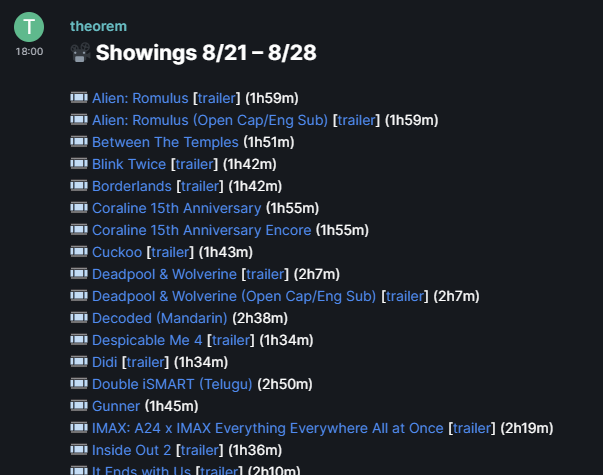 T
theorem
18:00
🎥 Showings 8/21 – 8/28
🎞️ Alien: Romulus [trailer] (1h59m)
🎞️ Alien: Romulus (Open Cap/Eng Sub) [trailer] (1h59m)
🎞️ Between The Temples (1h51m)
🎞️ Blink Twice [trailer] (1h42m)
🎞️ Borderlands [trailer] (1h42m)
🎞️ Coraline 15th Anniversary (1h55m)
🎞️ Coraline 15th Anniversary Encore (1h55m)
🎞️ Cuckoo [trailer] (1h43m)
🎞️ Deadpool & Wolverine [trailer] (2h7m)
🎞️ Deadpool & Wolverine (Open Cap/Eng Sub) [trailer] (2h7m)
🎞️ Decoded (Mandarin) (2h38m)
🎞️ Despicable Me 4 [trailer] (1h34m)
🎞️ Didi [trailer] (1h34m)
🎞️ Double iSMART (Telugu) (2h50m)
🎞️ Gunner (1h45m)
🎞️ IMAX: A24 x IMAX Everything Everywhere All at Once [trailer] (2h19m)
🎞️ Inside Out 2 [trailer] (1h36m)
🎞️ It Ends with Us [trailer] (2h10m)